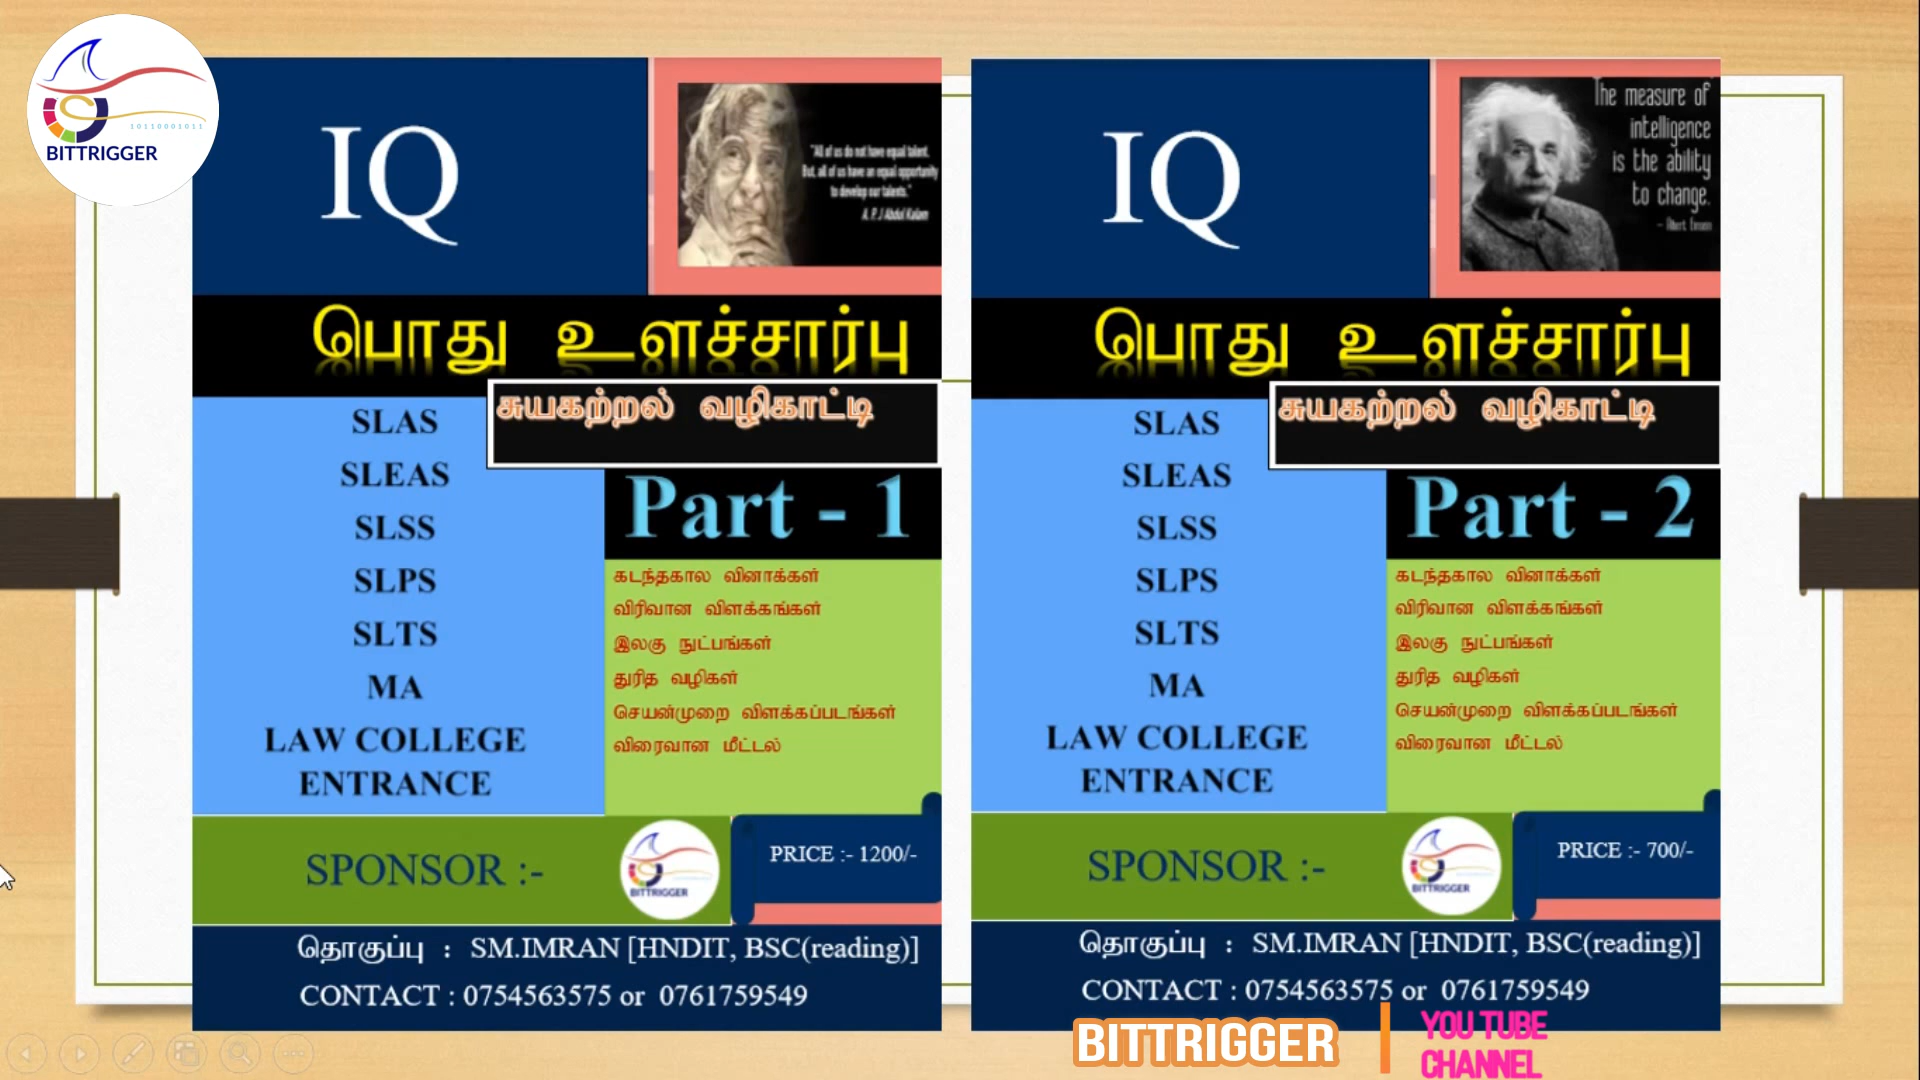 10110001011
BITTRIGGER
IQ
"All of us do not have equal talent.
But, all of us have an equal opportunity
to develop our talents."
A. P. J Abdul Kalam
பொது உளச்சார்பு
சுயகற்றல் வழிகாட்டி
SLAS
SLEAS
SLSS
SLPS
SLTS
MA
LAW COLLEGE
ENTRANCE
Part - 1
கடந்தகால வினாக்கள்
விரிவான விளக்கங்கள்
இலகு நுட்பங்கள்
துரித வழிகள்
செயன்முறை விளக்கப்படங்கள்
விரைவான மீட்டல்
SPONSOR :-
BITTRIGGER
PRICE :- 1200/-
தொகுப்பு : SM.IMRAN [HNDIT, BSC(reading)]
CONTACT : 0754563575 or 0761759549
IQ
The measure of
intelligence
is the ability
to change.
- Albert Einstein
பொது உளச்சார்பு
சுயகற்றல் வழிகாட்டி
SLAS
SLEAS
SLSS
SLPS
SLTS
MA
LAW COLLEGE
ENTRANCE
Part - 2
கடந்தகால வினாக்கள்
விரிவான விளக்கங்கள்
இலகு நுட்பங்கள்
துரித வழிகள்
செயன்முறை விளக்கப்படங்கள்
விரைவான மீட்டல்
SPONSOR :-
BITTRIGGER
PRICE :- 700/-
தொகுப்பு : SM.IMRAN [HNDIT, BSC(reading)]
CONTACT : 0754563575 or 0761759549
BITTRIGGER
YOU TUBE
CHANNEL